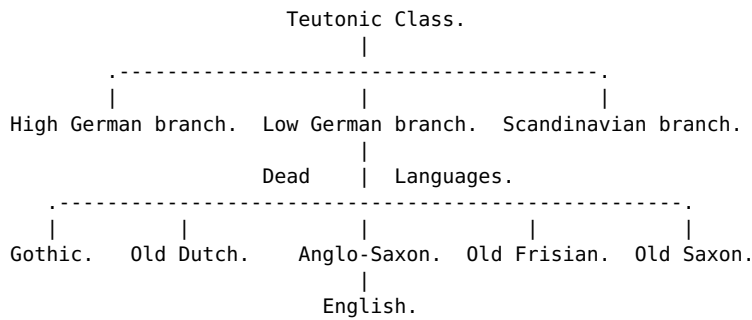 Teutonic Class.
High German branch. Low German branch. Scandinavian branch.
Dead Languages.
Gothic. Old Dutch. Anglo-Saxon. Old Frisian. Old Saxon.
English.